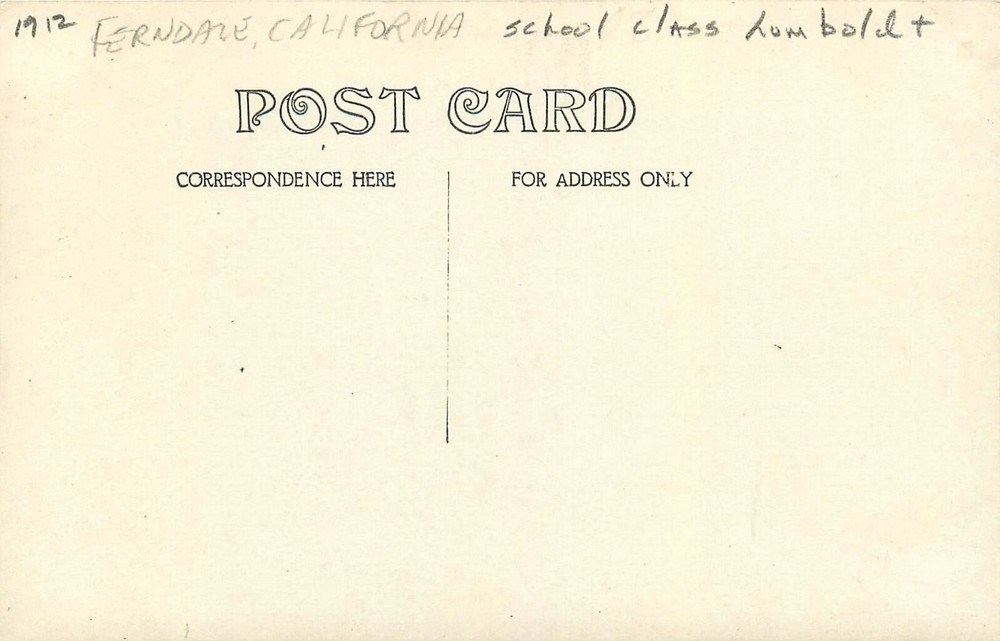 1912 FERNDALE, CALIFORNIA school class Humboldt
POST CARD
CORRESPONDENCE HERE
FOR ADDRESS ONLY